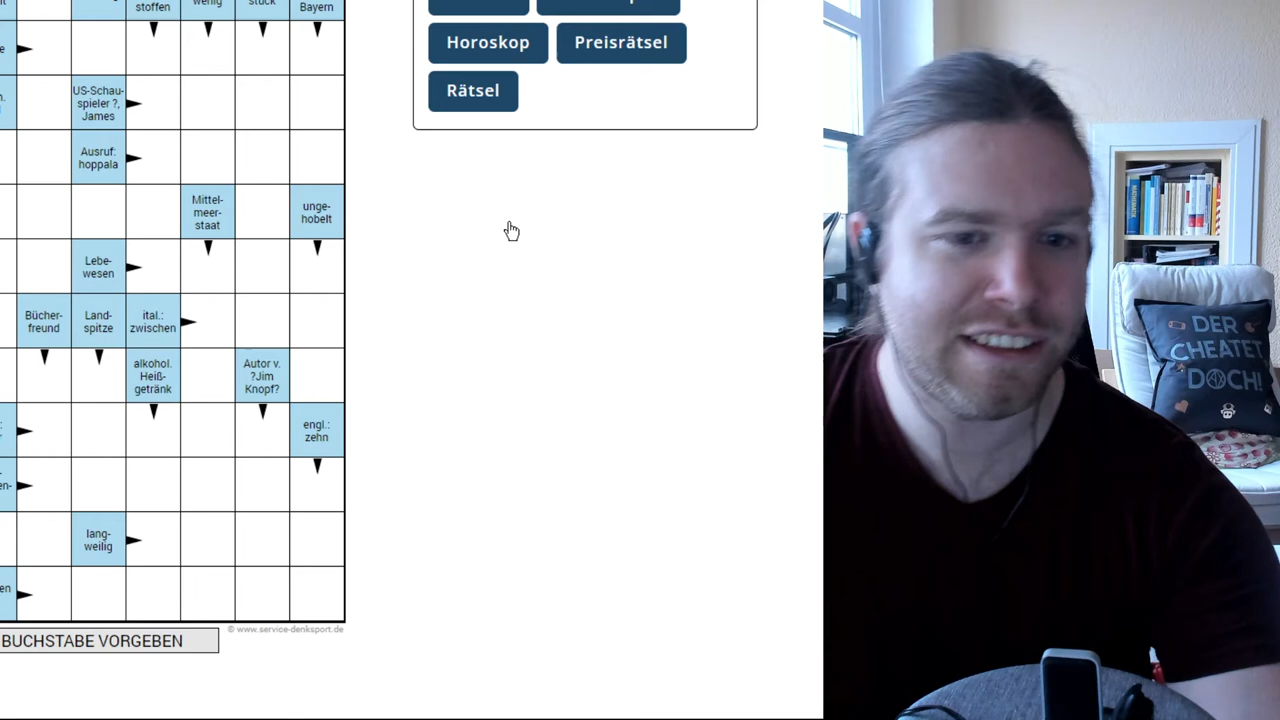 stoffen
wenig
stück
Bayern
Horoskop
Preisrätsel
Rätsel
US-Schau-
spieler ?,
James
Ausruf:
hoppala
Mittel-
meer-
staat
unge-
hobelt
Lebe-
wesen
Bücher-
freund
Land-
spitze
ital.:
zwischen
alkohol.
Heiß-
getränk
Autor v.
?Jim
Knopf?
engl.:
zehn
lang-
weilig
BUCHSTABE VORGEBEN
© www.service-denksport.de
DER
CHEATET
DOCH!